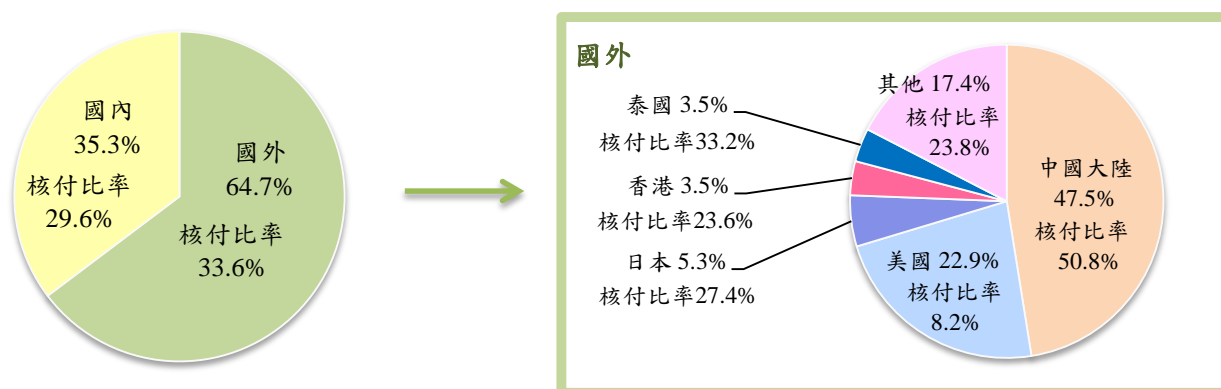 國內
35.3%
核付比率
29.6%
國外
64.7%
核付比率
33.6%
國外
泰國 3.5%
核付比率33.2%
香港 3.5%
核付比率23.6%
日本 5.3%
核付比率27.4%
其他 17.4%
核付比率
23.8%
美國 22.9%
核付比率
8.2%
中國大陸
47.5%
核付比率
50.8%